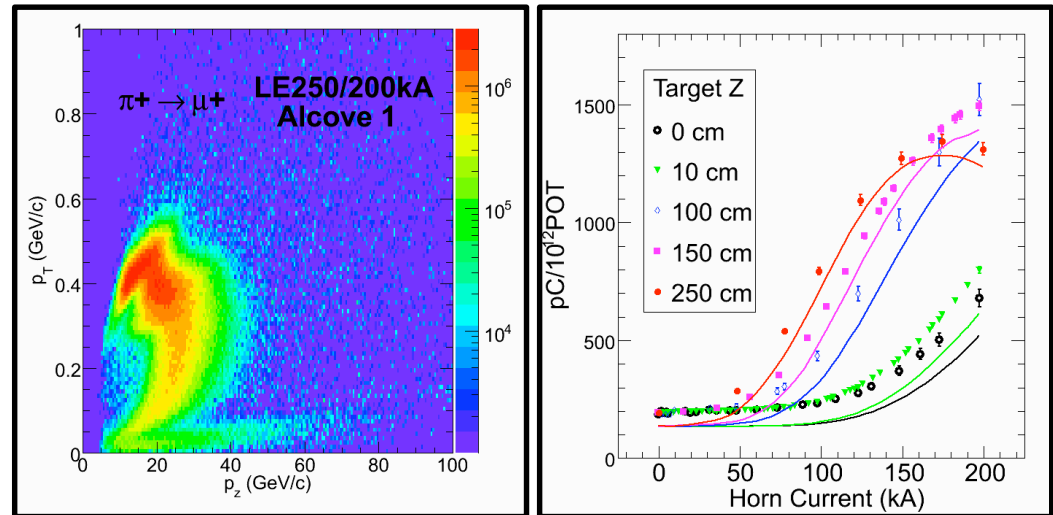 1
0.8
0.6
0.4
0.2
0
p_T (GeV/c)
π+ → μ+
LE250/200kA
Alcove 1
0 20 40 60 80 100
p_z (GeV/c)
10^6
10^5
10^4
1500
1000
500
0
pC/10^12POT
Target Z
0 cm
10 cm
100 cm
150 cm
250 cm
0 50 100 150 200
Horn Current (kA)